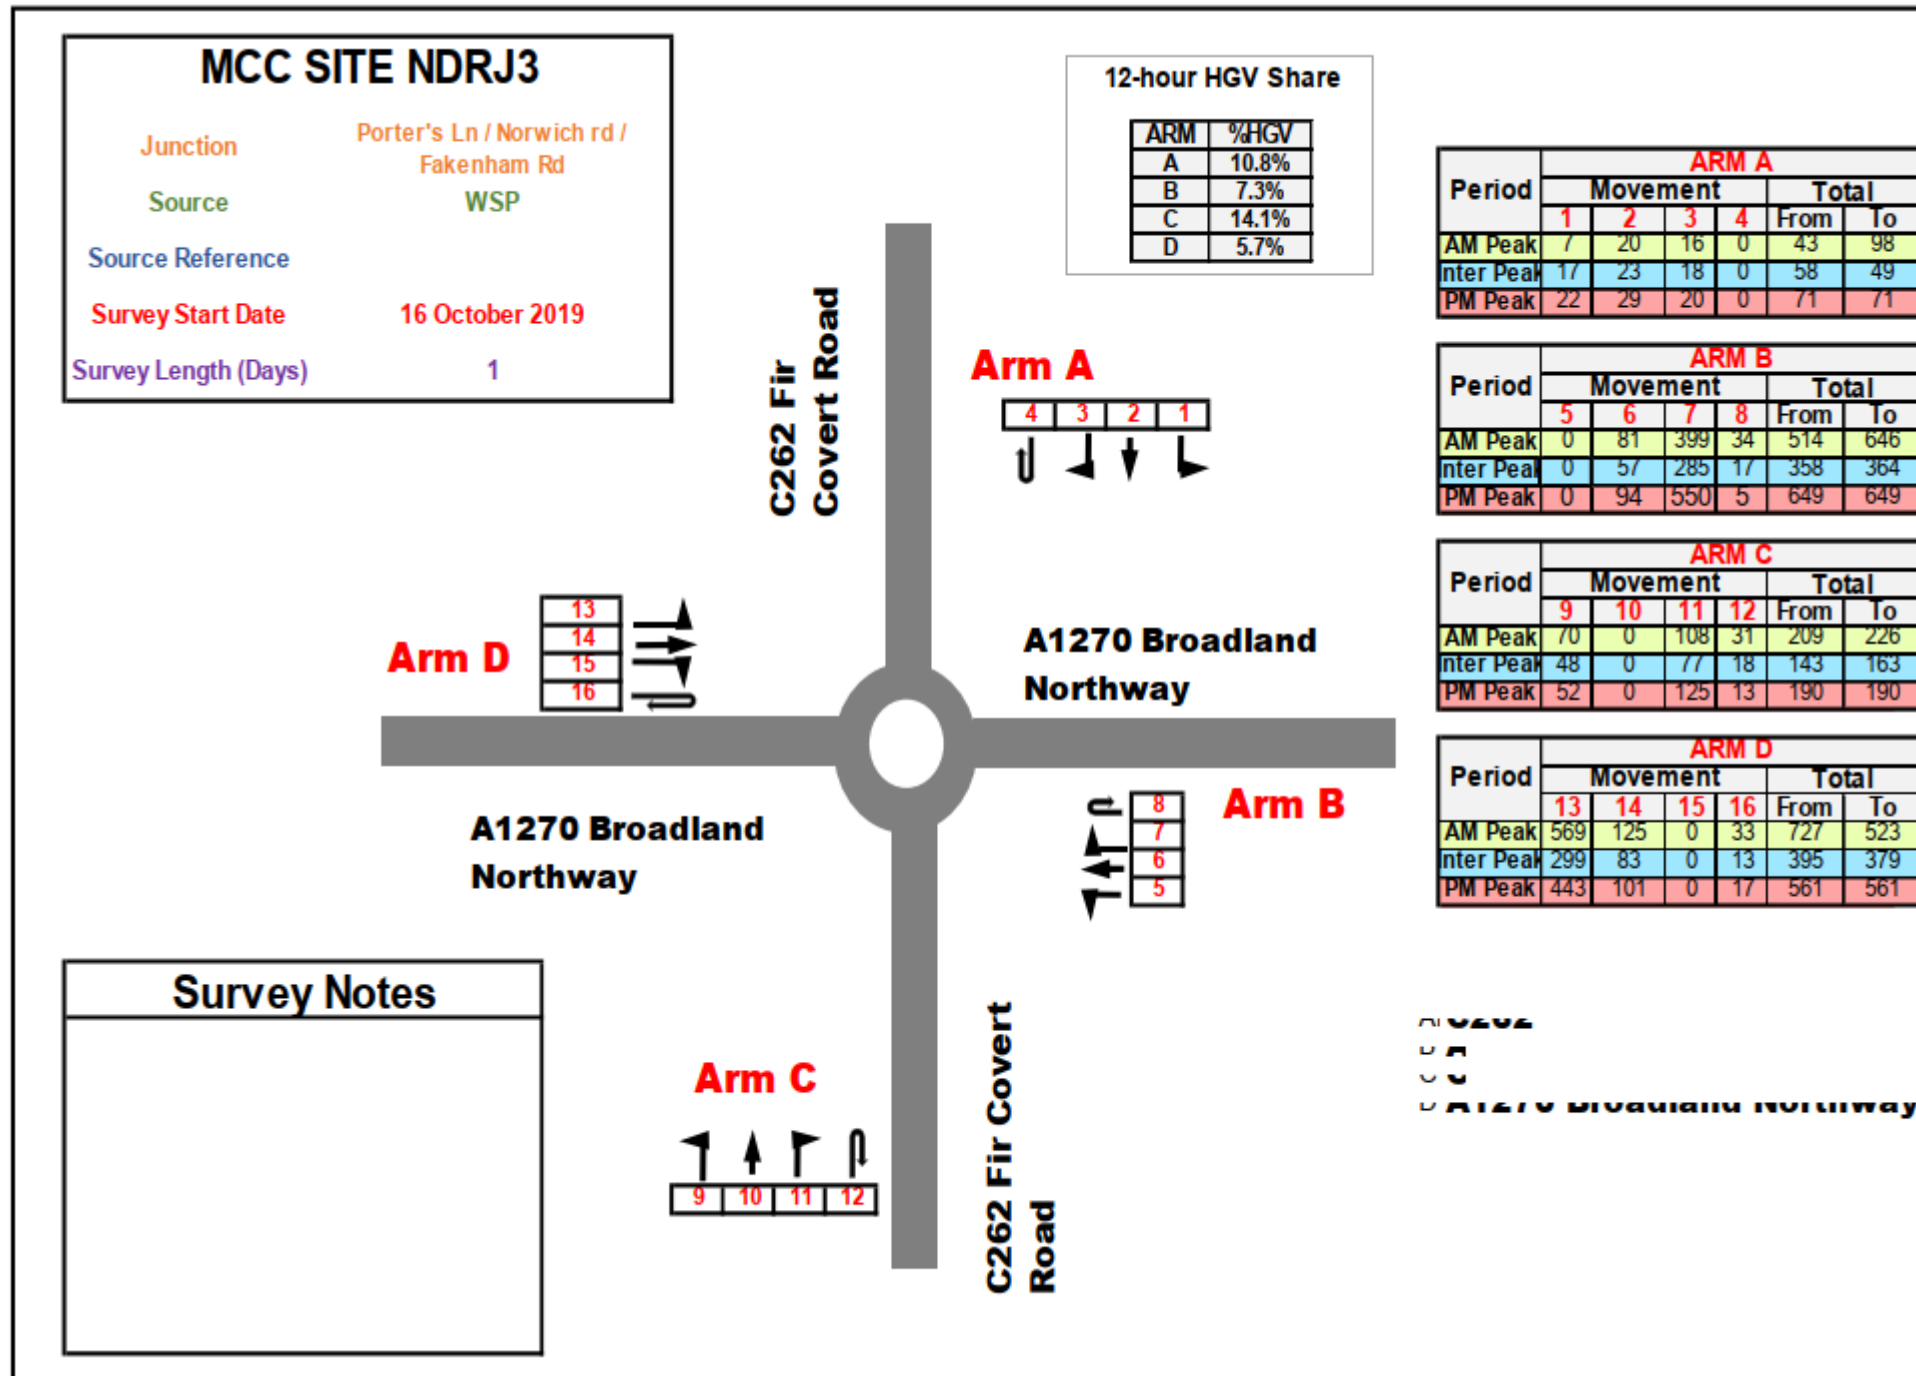 MCC SITE NDRJ3
Junction Porter's Ln / Norwich rd /
Fakenham Rd
Source WSP
Source Reference
Survey Start Date 16 October 2019
Survey Length (Days) 1
12-hour HGV Share
ARM %HGV
A 10.8%
B 7.3%
C 14.1%
D 5.7%
ARM A
Period Movement Total
1 2 3 4 From To
AM Peak 7 20 16 0 43 98
Inter Peak 17 23 18 0 58 49
PM Peak 22 29 20 0 71 71
ARM B
Period Movement Total
5 6 7 8 From To
AM Peak 0 81 399 34 514 646
Inter Peak 0 57 285 17 358 364
PM Peak 0 94 550 5 649 649
ARM C
Period Movement Total
9 10 11 12 From To
AM Peak 70 0 108 31 209 226
Inter Peak 48 0 77 18 143 163
PM Peak 52 0 125 13 190 190
ARM D
Period Movement Total
13 14 15 16 From To
AM Peak 569 125 0 33 727 523
Inter Peak 299 83 0 13 395 379
PM Peak 443 101 0 17 561 561
C262 Fir
Covert Road
Arm A
4 3 2 1
Arm D
13
14
15
16
A1270 Broadland
Northway
A1270 Broadland
Northway
Arm B
8
7
6
5
Survey Notes
Arm C
9 10 11 12
C262 Fir Covert
Road
C262
D A1270 Broadland Northway